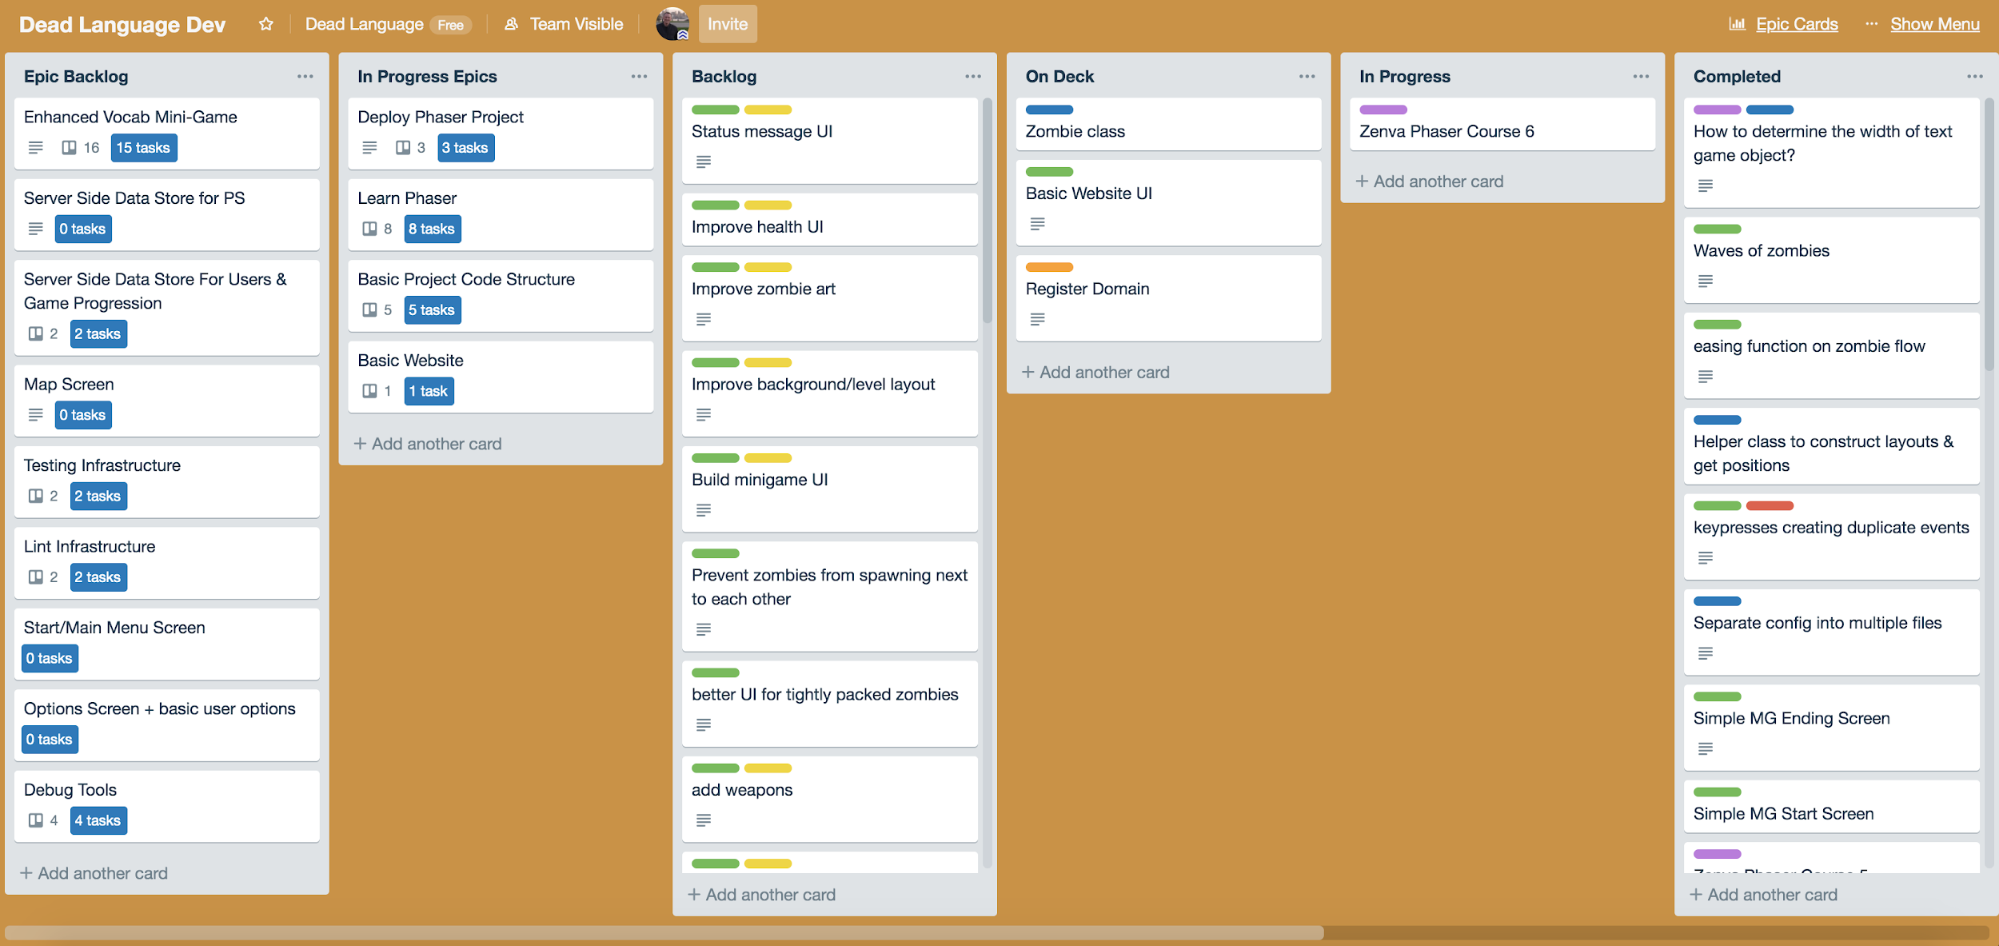 Dead Language Dev
Dead Language Free
Team Visible
Invite
Epic Cards
··· Show Menu
Epic Backlog
Enhanced Vocab Mini-Game
16 15 tasks
Server Side Data Store for PS
0 tasks
Server Side Data Store For Users &
Game Progression
2 2 tasks
Map Screen
0 tasks
Testing Infrastructure
2 2 tasks
Lint Infrastructure
2 2 tasks
Start/Main Menu Screen
0 tasks
Options Screen + basic user options
0 tasks
Debug Tools
4 4 tasks
+ Add another card
In Progress Epics
Deploy Phaser Project
3 3 tasks
Learn Phaser
8 8 tasks
Basic Project Code Structure
5 5 tasks
Basic Website
1 1 task
+ Add another card
Backlog
Status message UI
Improve health UI
Improve zombie art
Improve background/level layout
Build minigame UI
Prevent zombies from spawning next
to each other
better UI for tightly packed zombies
add weapons
+ Add another card
On Deck
Zombie class
Basic Website UI
Register Domain
+ Add another card
In Progress
Zenva Phaser Course 6
+ Add another card
Completed
How to determine the width of text
game object?
Waves of zombies
easing function on zombie flow
Helper class to construct layouts &
get positions
keypresses creating duplicate events
Separate config into multiple files
Simple MG Ending Screen
Simple MG Start Screen
Zenva Phaser Course 5
+ Add another card